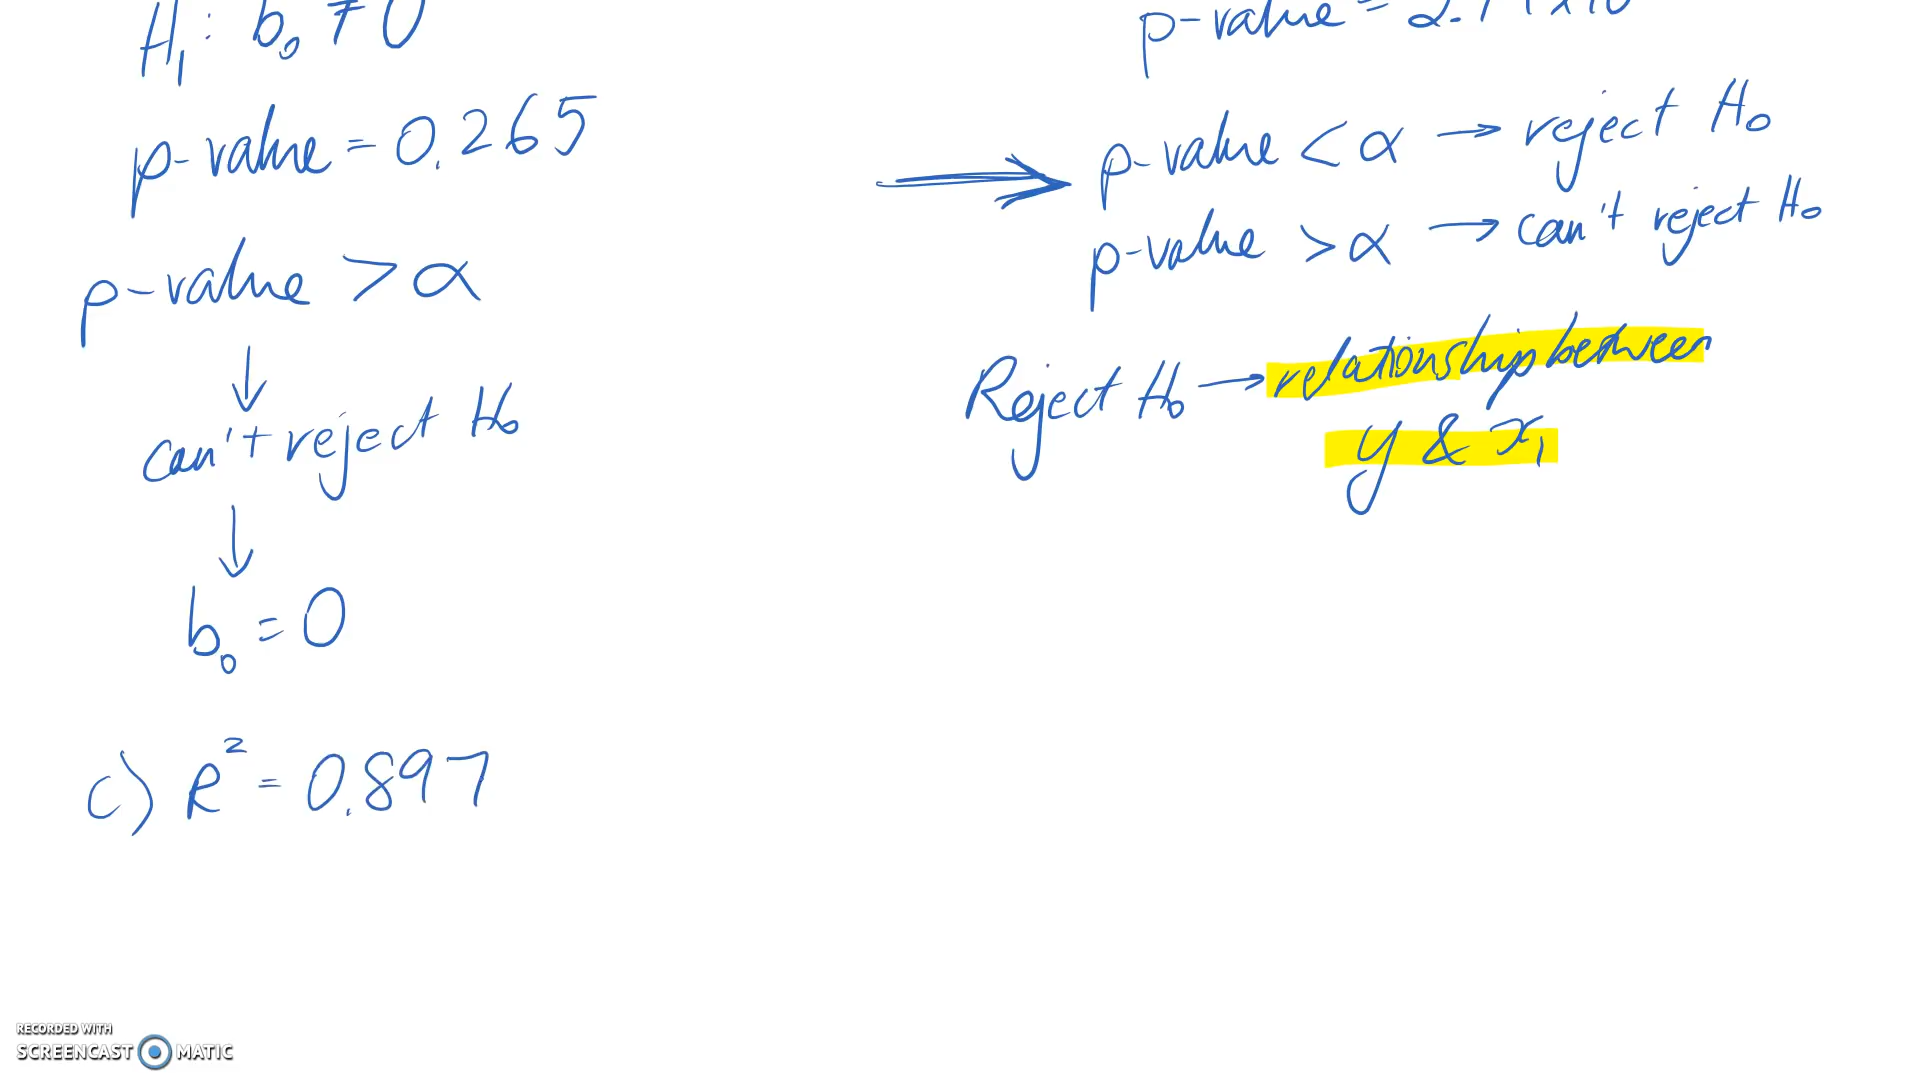 H₁: b₀ ≠ 0
p-value = 0.265
p-value > α
↓
can't reject H₀
↓
b₀ = 0
c) R² = 0.897
p-value =
⇒ p-value < α → reject H₀
p-value > α → can't reject H₀
Reject H₀ → relationship between
y & x₁
RECORDED WITH
SCREENCAST MATIC